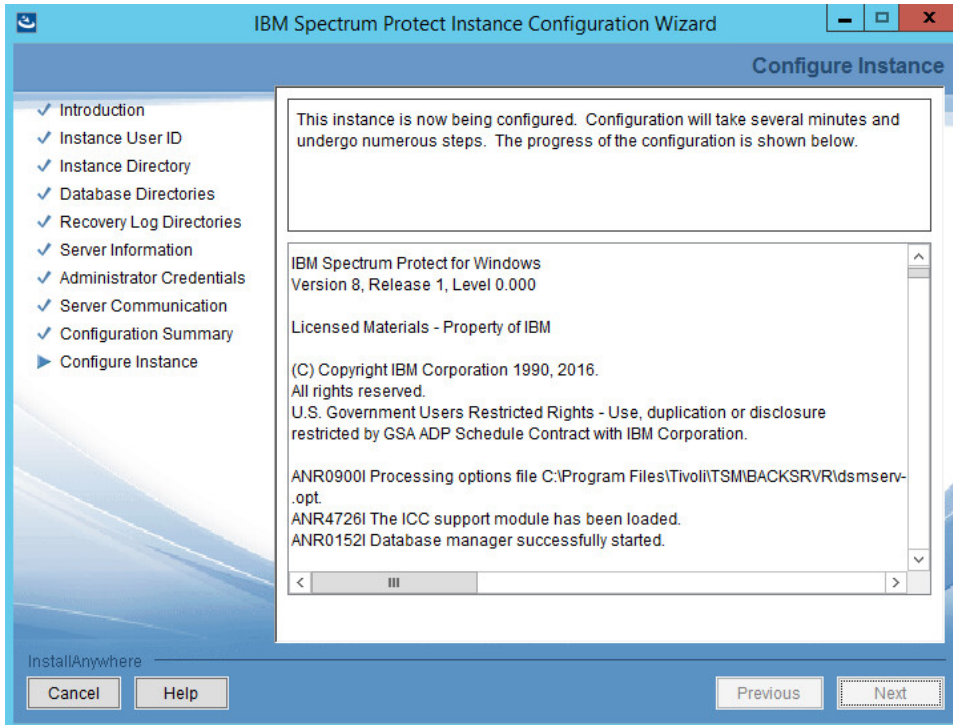 IBM Spectrum Protect Instance Configuration Wizard
Configure Instance
Introduction
Instance User ID
Instance Directory
Database Directories
Recovery Log Directories
Server Information
Administrator Credentials
Server Communication
Configuration Summary
Configure Instance
This instance is now being configured. Configuration will take several minutes and
undergo numerous steps. The progress of the configuration is shown below.
IBM Spectrum Protect for Windows
Version 8, Release 1, Level 0.000
Licensed Materials - Property of IBM
(C) Copyright IBM Corporation 1990, 2016.
All rights reserved.
U.S. Government Users Restricted Rights - Use, duplication or disclosure
restricted by GSA ADP Schedule Contract with IBM Corporation.
ANR0900I Processing options file C:\Program Files\Tivoli\TSM\BACKSRVR\dsmserv-
.opt.
ANR4726I The ICC support module has been loaded.
ANR0152I Database manager successfully started.
InstallAnywhere
Cancel
Help
Previous
Next